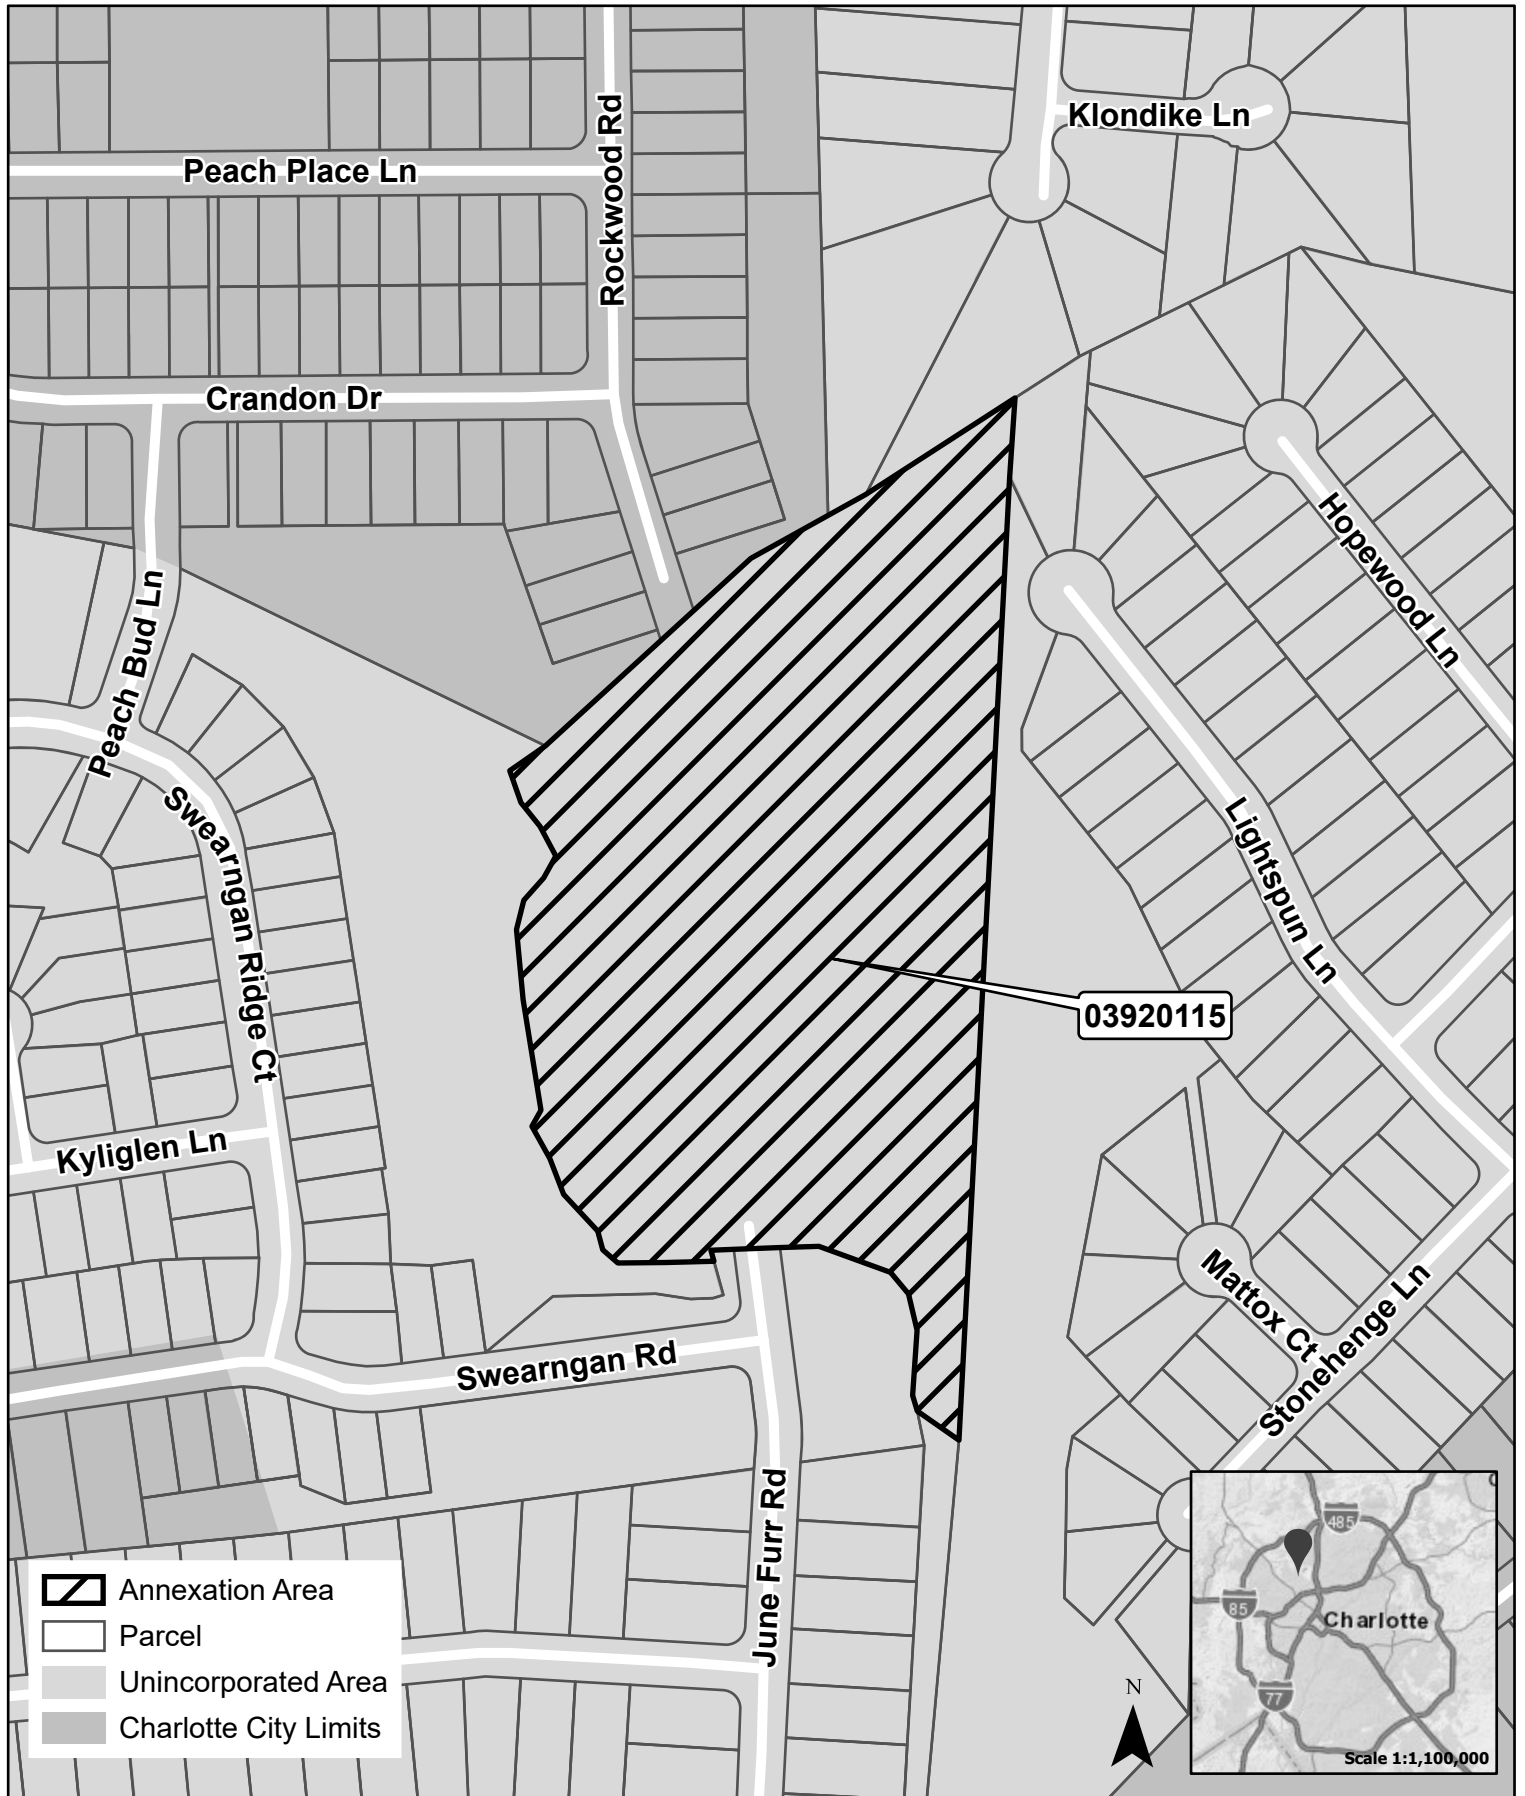 Klondike Ln
Peach Place Ln
Rockwood Rd
Crandon Dr
Hopewood Ln
Peach Bud Ln
Swearngan Ridge Ct
Lightspun Ln
03920115
Kyliglen Ln
Mattox Ct
Stonehenge Ln
Swearngan Rd
June Furr Rd
Annexation Area
Parcel
Unincorporated Area
Charlotte City Limits
N
485
85
Charlotte
77
Scale 1:1,100,000